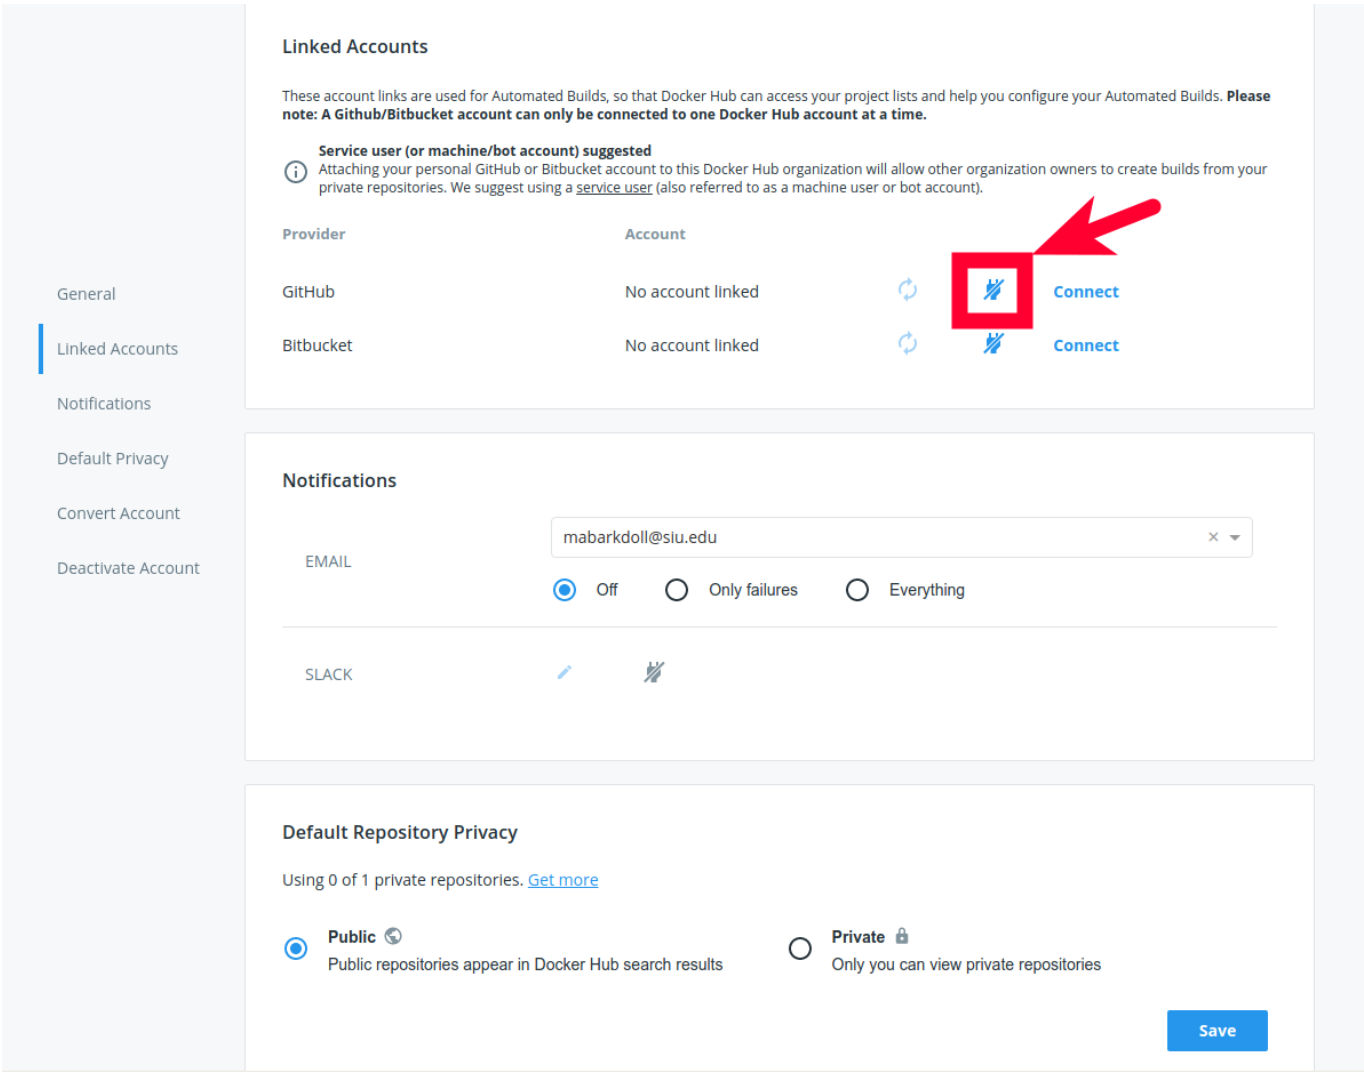 Linked Accounts
These account links are used for Automated Builds, so that Docker Hub can access your project lists and help you configure your Automated Builds. Please
note: A Github/Bitbucket account can only be connected to one Docker Hub account at a time.
Service user (or machine/bot account) suggested
Attaching your personal GitHub or Bitbucket account to this Docker Hub organization will allow other organization owners to create builds from your
private repositories. We suggest using a service user (also referred to as a machine user or bot account).
Provider Account
GitHub No account linked Connect
Bitbucket No account linked Connect
General
Linked Accounts
Notifications
Default Privacy
Convert Account
Deactivate Account
Notifications
EMAIL
mabarkdoll@siu.edu
Off Only failures Everything
SLACK
Default Repository Privacy
Using 0 of 1 private repositories. Get more
Public
Public repositories appear in Docker Hub search results
Private
Only you can view private repositories
Save